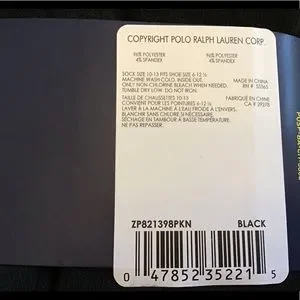 COPYRIGHT POLO RALPH LAUREN CORP.
96% POLYESTER 96% POLYESTER
4% SPANDEX 4% SPANDEX
SOCK SIZE 10-13 FITS SHOE SIZE 6-12 ½
MACHINE WASH COLD, INSIDE OUT. MADE IN CHINA
ONLY NON CHLORINE BLEACH WHEN NEEDED. RN # 55365
TUMBLE DRY LOW. DO NOT IRON.
TAILLE DE CHAUSSETTES 10-13 FABRIQUÉ EN CHINE
CONVIENT POUR LES POINTURES 6-12 ½ CA # 39278
LAVER À LA MACHINE À L'EAU FROIDE À L'ENVERS.
BLANCHIR SANS CHLORE SI NÉCESSAIRE.
SÉCHAGE EN TAMBOUR À BASSE TEMPÉRATURE.
NE PAS REPASSER.
ZP821398PKN BLACK
0 47852 35221 5